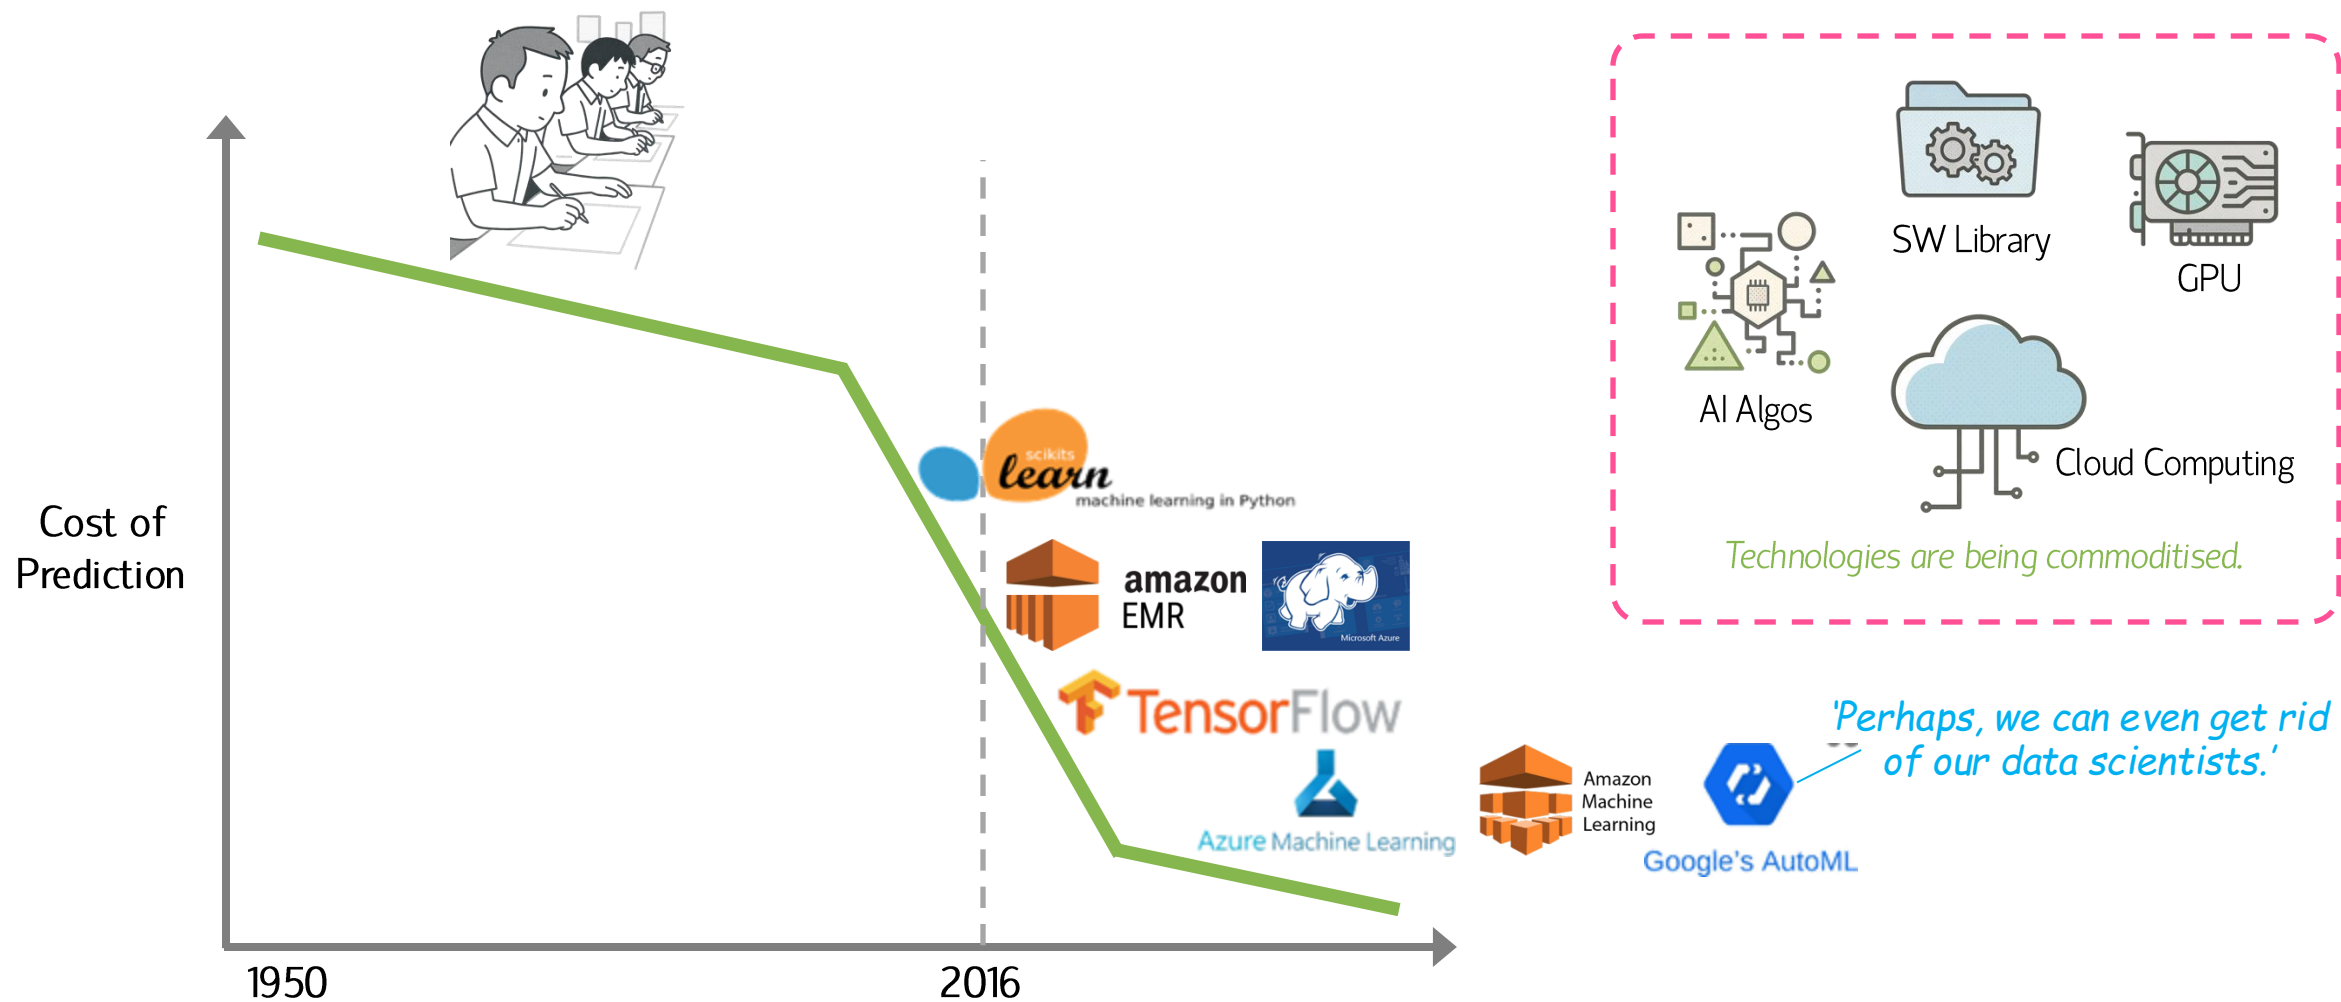 Cost of
Prediction
1950
2016
scikits
learn
machine learning in Python
amazon
EMR
Microsoft Azure
TensorFlow
Azure Machine Learning
Amazon
Machine
Learning
Google's AutoML
'Perhaps, we can even get rid
of our data scientists.'
SW Library
GPU
AI Algos
Cloud Computing
Technologies are being commoditised.